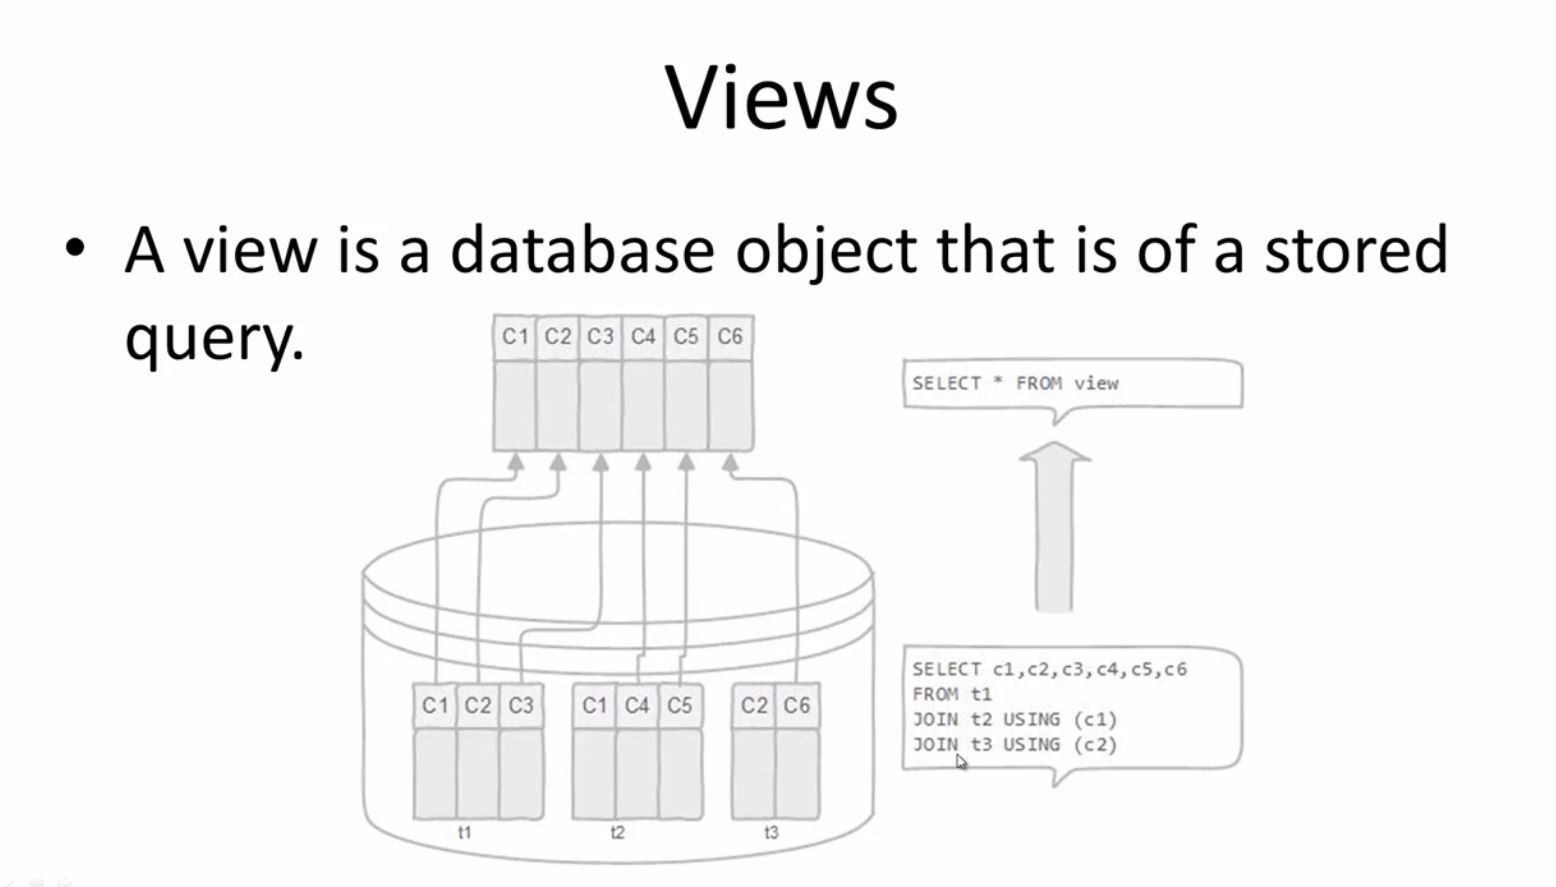 Views
• A view is a database object that is of a stored
query.
C1 C2 C3 C4 C5 C6
SELECT * FROM view
SELECT c1,c2,c3,c4,c5,c6
FROM t1
JOIN t2 USING (c1)
JOIN t3 USING (c2)
C1 C2 C3
C1 C4 C5
C2 C6
t1
t2
t3